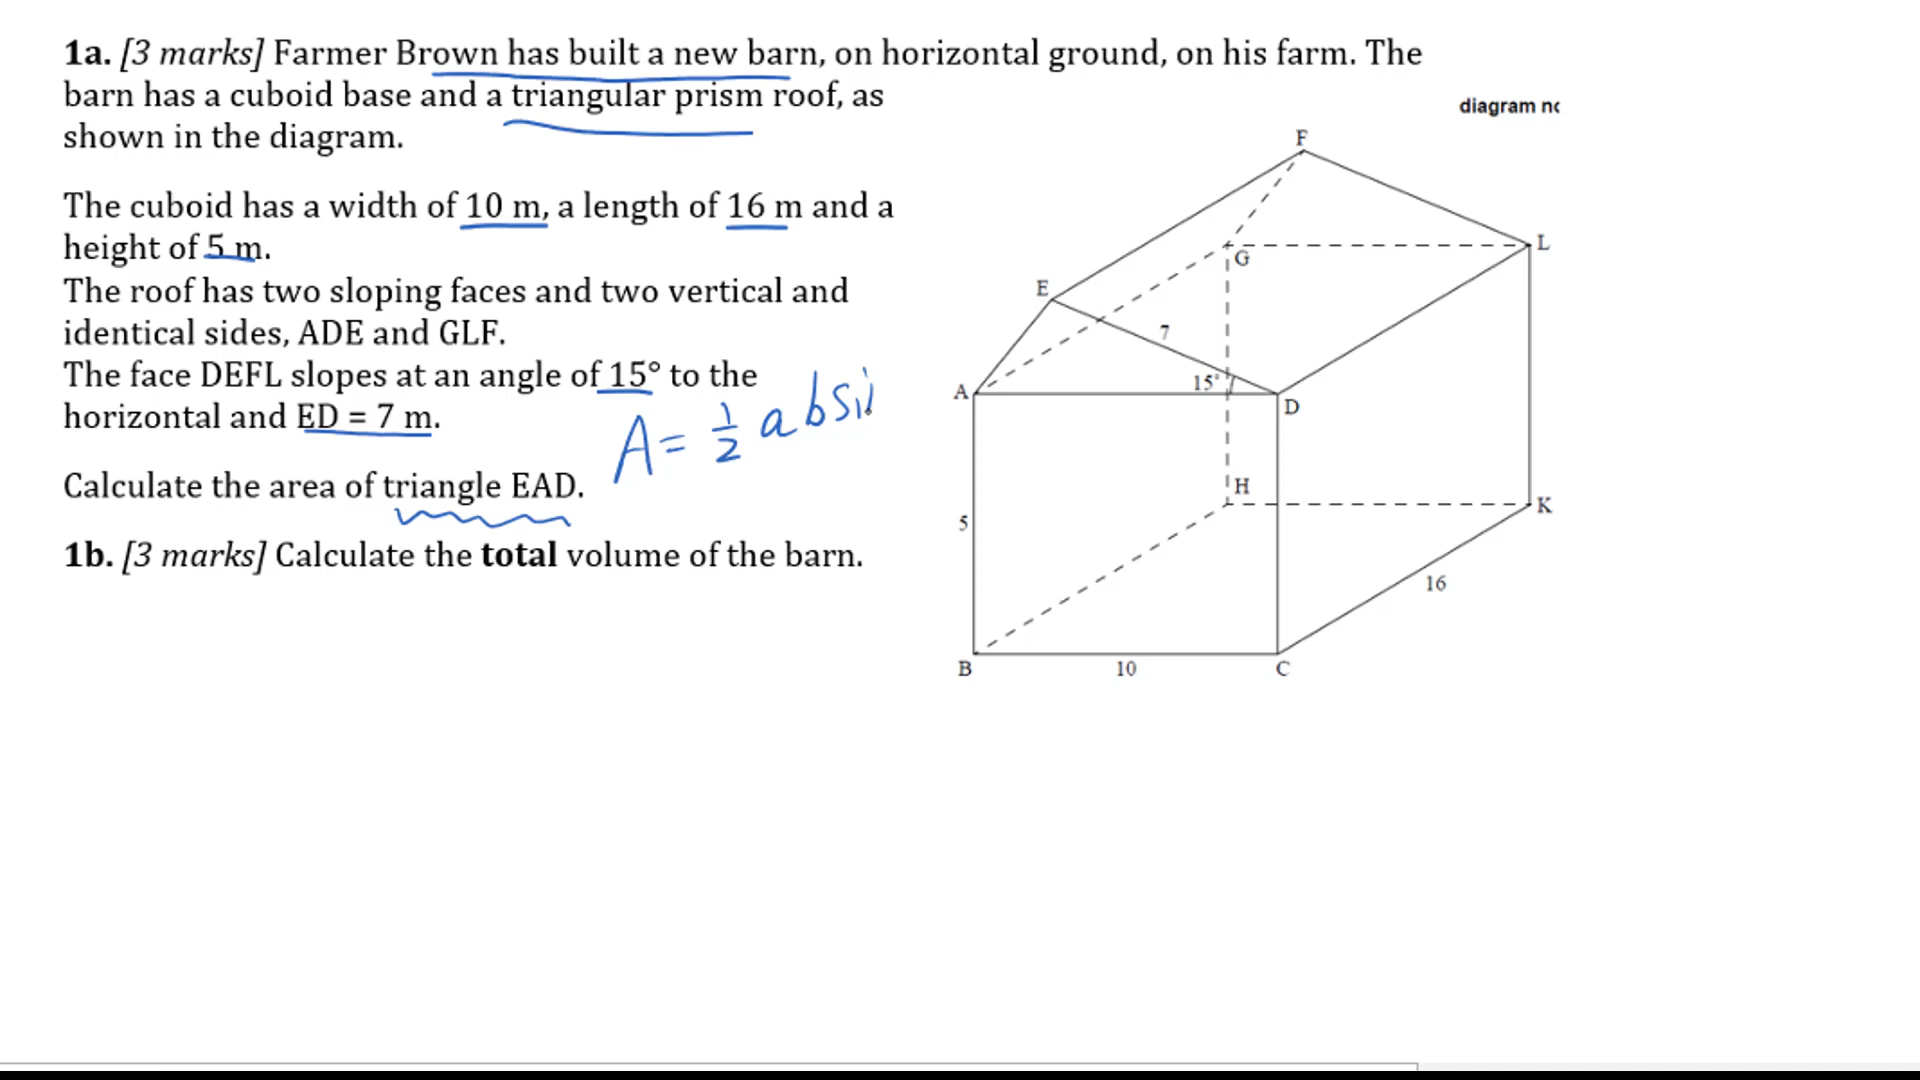 1a. [3 marks] Farmer Brown has built a new barn, on horizontal ground, on his farm. The
barn has a cuboid base and a triangular prism roof, as
shown in the diagram.
The cuboid has a width of 10 m, a length of 16 m and a
height of 5 m.
The roof has two sloping faces and two vertical and
identical sides, ADE and GLF.
The face DEFL slopes at an angle of 15° to the
horizontal and ED = 7 m.
A = 1/2 absi
Calculate the area of triangle EAD.
1b. [3 marks] Calculate the total volume of the barn.
diagram nc
F
L
G
E
7
15°
A
D
H
K
5
16
B
10
C